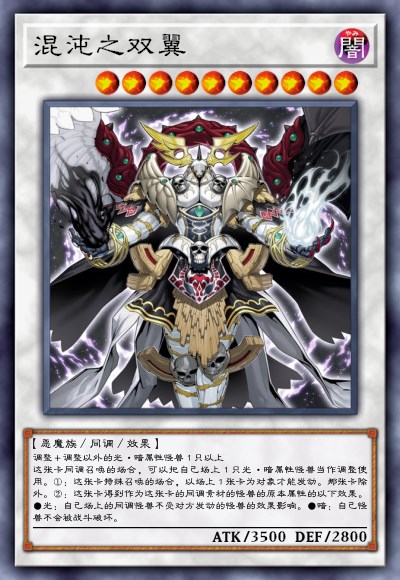 混沌之双翼
やみ
闇
【恶魔族／同调／效果】
调整＋调整以外的光·暗属性怪兽1只以上
这张卡同调召唤的场合，可以把自己场上1只光·暗属性怪兽当作调整使
用。①：这张卡特殊召唤的场合，以场上1张卡为对象才能发动。那张卡除
外。②：这张卡得到作为这张卡的同调素材的怪兽的原本属性的以下效果。
●光：自己场上的同调怪兽不受对方发动的怪兽的效果影响。●暗：自己怪
兽不会被战斗破坏。
ATK/3500 DEF/2800